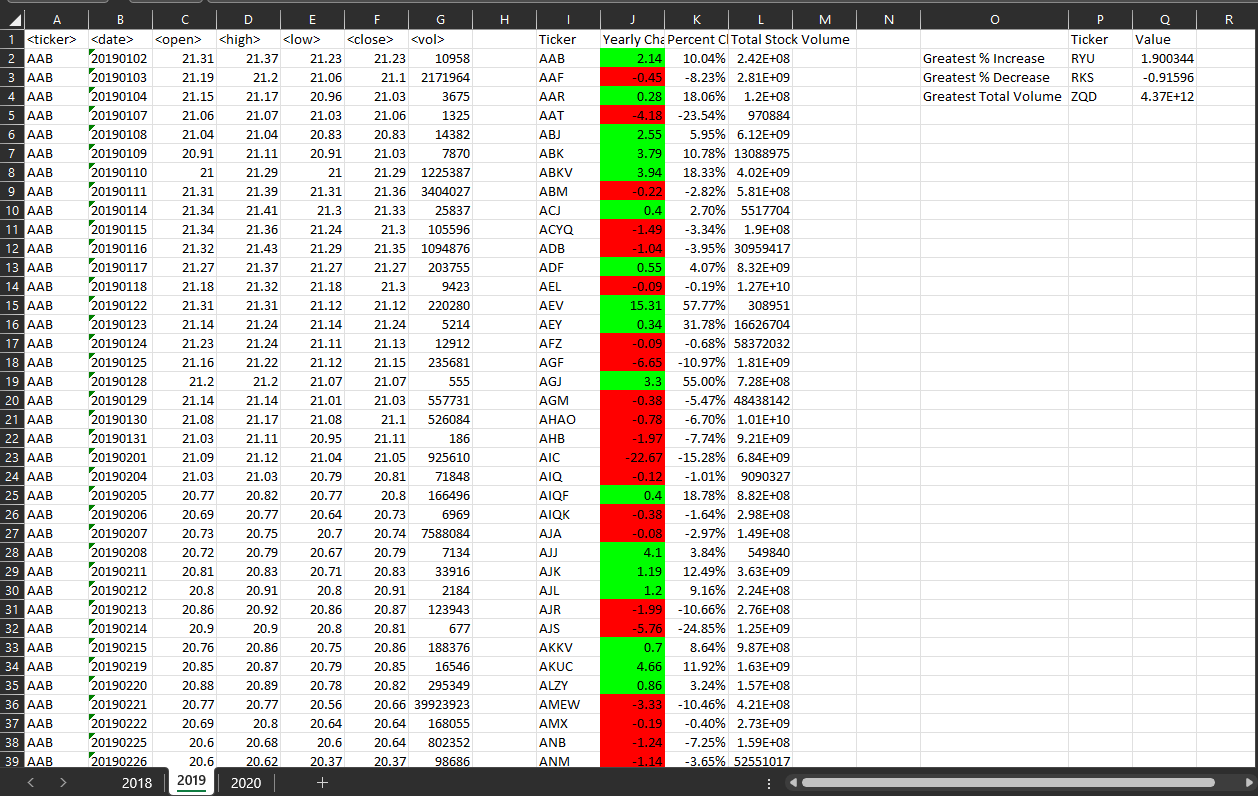 A B C D E F G H I J K L M N O P Q R
1 <ticker> <date> <open> <high> <low> <close> <vol> Ticker Yearly Cha Percent Cl Total Stock Volume Ticker Value
2 AAB 20190102 21.31 21.37 21.23 21.23 10958 AAB 2.14 10.04% 2.42E+08 Greatest % Increase RYU 1.900344
3 AAB 20190103 21.19 21.2 21.06 21.1 2171964 AAF -0.45 -8.23% 2.81E+09 Greatest % Decrease RKS -0.91596
4 AAB 20190104 21.15 21.17 20.96 21.03 3675 AAR 0.28 18.06% 1.2E+08 Greatest Total Volume ZQD 4.37E+12
5 AAB 20190107 21.06 21.07 21.03 21.06 1325 AAT -4.18 -23.54% 970884
6 AAB 20190108 21.04 21.04 20.83 20.83 14382 ABJ 2.55 5.95% 6.12E+09
7 AAB 20190109 20.91 21.11 20.91 21.03 7870 ABK 3.79 10.78% 13088975
8 AAB 20190110 21 21.29 21 21.29 1225387 ABKV 3.94 18.33% 4.02E+09
9 AAB 20190111 21.31 21.39 21.31 21.36 3404027 ABM -0.22 -2.82% 5.81E+08
10 AAB 20190114 21.34 21.41 21.3 21.33 25837 ACJ 0.4 2.70% 5517704
11 AAB 20190115 21.34 21.36 21.24 21.3 105596 ACYQ -1.49 -3.34% 1.9E+08
12 AAB 20190116 21.32 21.43 21.29 21.35 1094876 ADB -1.04 -3.95% 30959417
13 AAB 20190117 21.27 21.37 21.27 21.27 203755 ADF 0.55 4.07% 8.32E+09
14 AAB 20190118 21.18 21.32 21.18 21.3 9423 AEL -0.09 -0.19% 1.27E+10
15 AAB 20190122 21.31 21.31 21.12 21.12 220280 AEV 15.31 57.77% 308951
16 AAB 20190123 21.14 21.24 21.14 21.24 5214 AEY 0.34 31.78% 16626704
17 AAB 20190124 21.23 21.24 21.11 21.13 12912 AFZ -0.09 -0.68% 58372032
18 AAB 20190125 21.16 21.22 21.12 21.15 235681 AGF -6.65 -10.97% 1.81E+09
19 AAB 20190128 21.2 21.2 21.07 21.07 555 AGJ 3.3 55.00% 7.28E+08
20 AAB 20190129 21.14 21.14 21.01 21.03 557731 AGM -0.38 -5.47% 48438142
21 AAB 20190130 21.08 21.17 21.08 21.1 526084 AHAO -0.78 -6.70% 1.01E+10
22 AAB 20190131 21.03 21.11 20.95 21.11 186 AHB -1.97 -7.74% 9.21E+09
23 AAB 20190201 21.09 21.12 21.04 21.05 925610 AIC -22.67 -15.28% 6.84E+09
24 AAB 20190204 21.03 21.03 20.79 20.81 71848 AIQ -0.12 -1.01% 9090327
25 AAB 20190205 20.77 20.82 20.77 20.8 166496 AIQF 0.4 18.78% 8.82E+08
26 AAB 20190206 20.69 20.77 20.64 20.73 6969 AIQK -0.38 -1.64% 2.98E+08
27 AAB 20190207 20.73 20.75 20.7 20.74 7588084 AJA -0.08 -2.97% 1.49E+08
28 AAB 20190208 20.72 20.79 20.67 20.79 7134 AJJ 4.1 3.84% 549840
29 AAB 20190211 20.81 20.83 20.71 20.83 33916 AJK 1.19 12.49% 3.63E+09
30 AAB 20190212 20.8 20.91 20.8 20.91 2184 AJL 1.2 9.16% 2.24E+08
31 AAB 20190213 20.86 20.92 20.86 20.87 123943 AJR -1.99 -10.66% 2.76E+08
32 AAB 20190214 20.9 20.9 20.8 20.81 677 AJS -5.76 -24.85% 1.25E+09
33 AAB 20190215 20.76 20.86 20.75 20.86 188376 AKKV 0.7 8.64% 9.87E+08
34 AAB 20190219 20.85 20.87 20.79 20.85 16546 AKUC 4.66 11.92% 1.63E+09
35 AAB 20190220 20.88 20.89 20.78 20.82 295349 ALZY 0.86 3.24% 1.57E+08
36 AAB 20190221 20.77 20.77 20.56 20.66 39923923 AMEW -3.33 -10.46% 4.21E+08
37 AAB 20190222 20.69 20.8 20.64 20.64 168055 AMX -0.19 -0.40% 2.73E+09
38 AAB 20190225 20.6 20.68 20.6 20.64 802352 ANB -1.24 -7.25% 1.59E+08
39 AAB 20190226 20.6 20.62 20.37 20.37 98686 ANM -1.14 -3.65% 52551017
2018 2019 2020